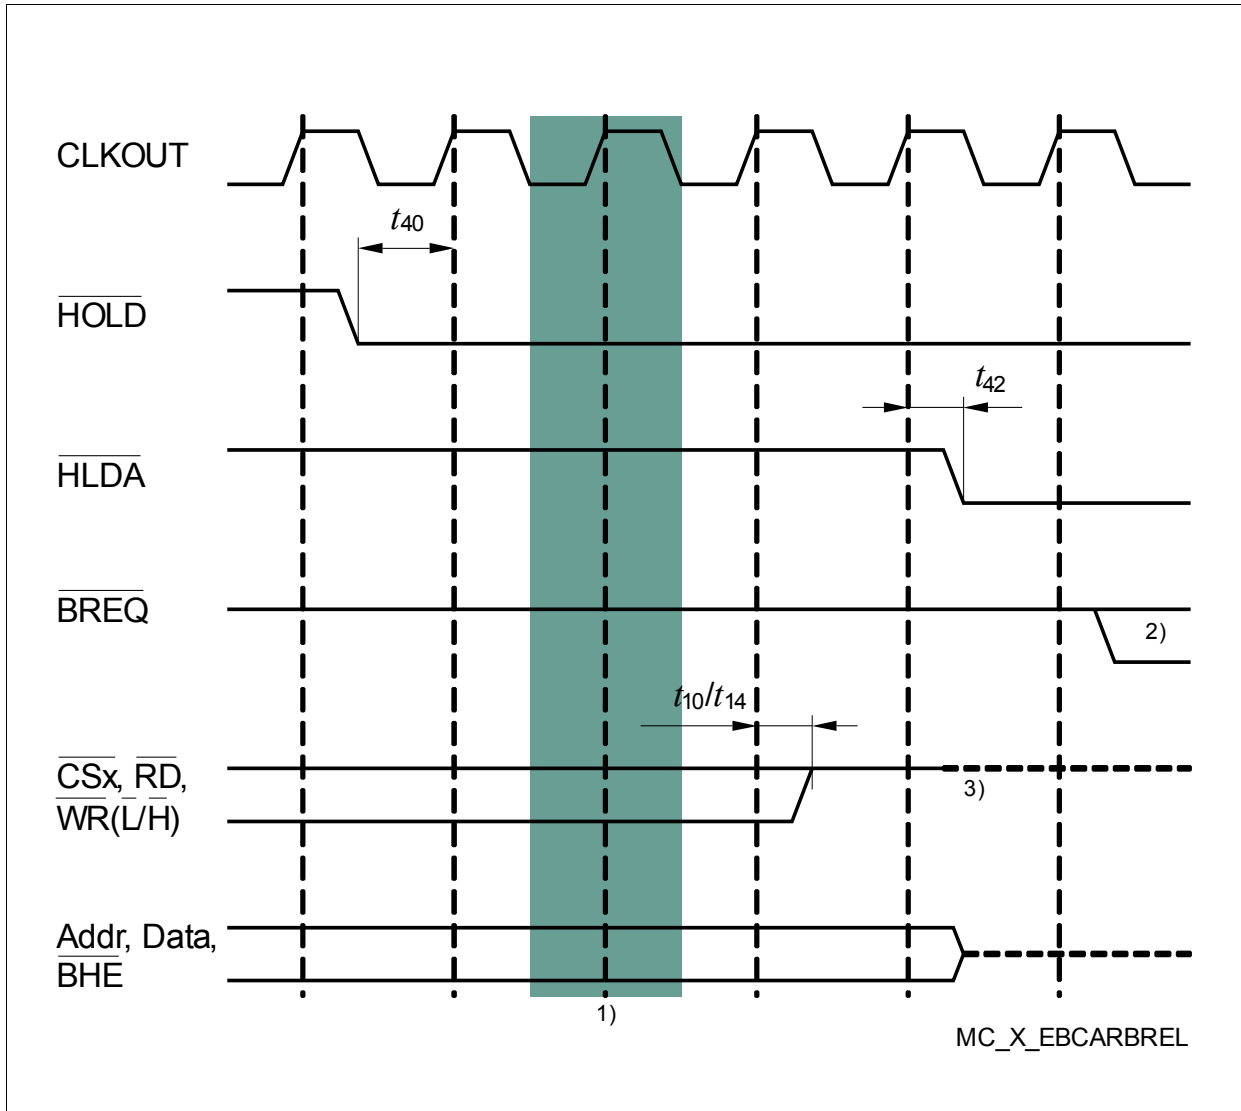 CLKOUT
t40
HOLD
t42
HLDA
BREQ
2)
t10/t14
CSx, RD,
3)
WR(L/H)
Addr, Data,
BHE
1)
MC_X_EBCARBREL